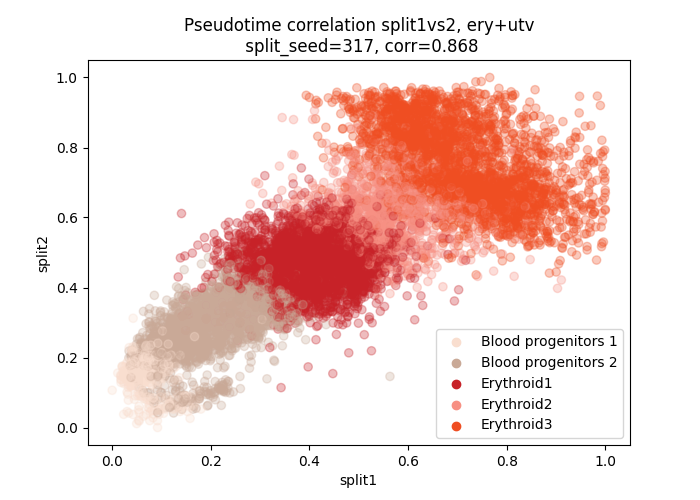 Pseudotime correlation split1vs2, ery+utv
split_seed=317, corr=0.868
1.0
0.8
0.6
0.4
0.2
0.0
split2
Blood progenitors 1
Blood progenitors 2
Erythroid1
Erythroid2
Erythroid3
0.0 0.2 0.4 0.6 0.8 1.0
split1